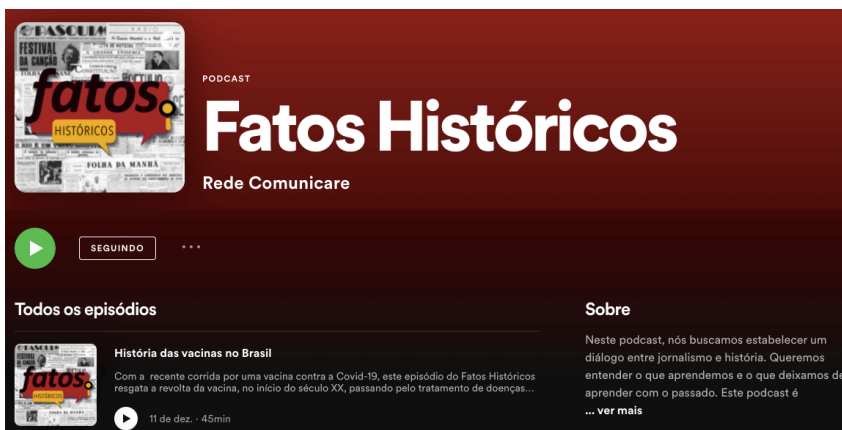 O PASQUIM
FESTIVAL
DA CANÇÃO
fatos.
HISTÓRICOS
FOLHA DA MANHÃ
PODCAST
Fatos Históricos
Rede Comunicare
SEGUINDO
Todos os episódios
Sobre
fatos.
HISTÓRICOS
História das vacinas no Brasil
Com a recente corrida por uma vacina contra a Covid-19, este episódio do Fatos Históricos
resgata a revolta da vacina, no início do século XX, passando pelo tratamento de doenças...
11 de dez. · 45min
Neste podcast, nós buscamos estabelecer um
diálogo entre jornalismo e história. Queremos
entender o que aprendemos e o que deixamos de
aprender com o passado. Este podcast é
... ver mais